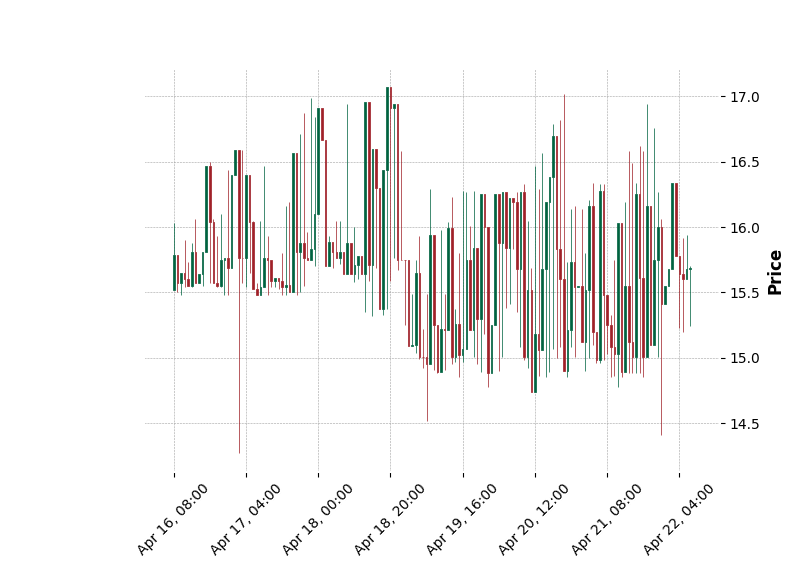 17.0
16.5
16.0
15.5
15.0
14.5
Price
Apr 16, 08:00
Apr 17, 04:00
Apr 18, 00:00
Apr 18, 20:00
Apr 19, 16:00
Apr 20, 12:00
Apr 21, 08:00
Apr 22, 04:00